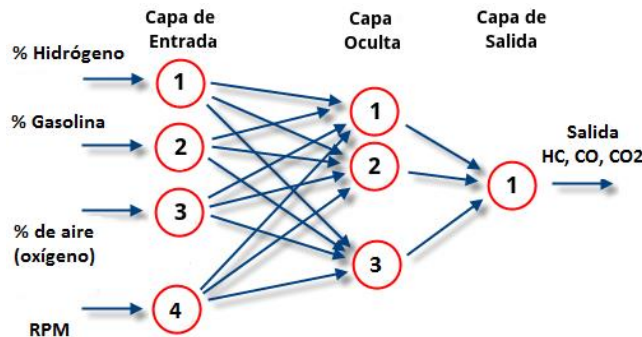 Capa de
Entrada
Capa
Oculta
Capa de
Salida
% Hidrógeno
1
% Gasolina
2
3
% de aire
(oxígeno)
4
RPM
1
2
3
1
Salida
HC, CO, CO2